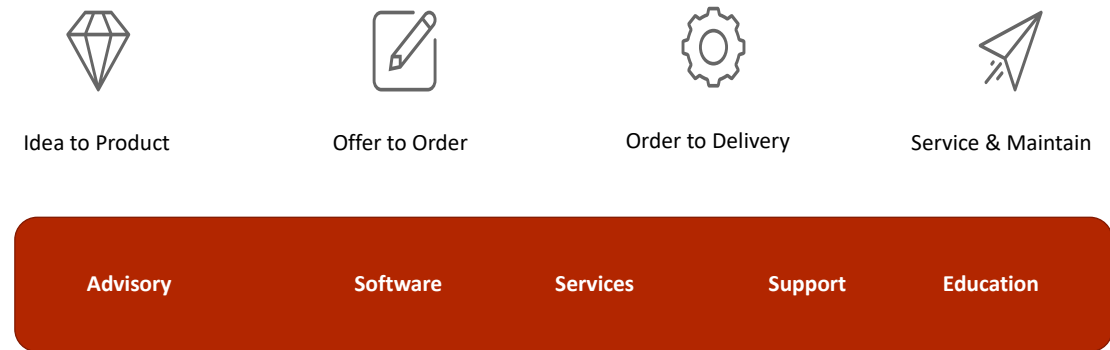 Idea to Product
Offer to Order
Order to Delivery
Service & Maintain
Advisory
Software
Services
Support
Education